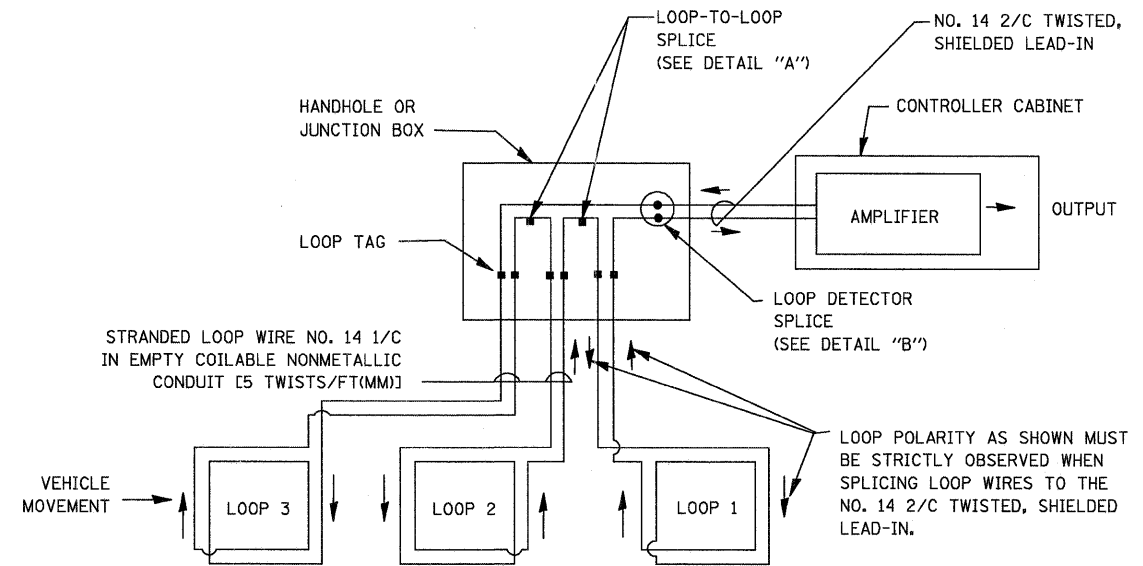 LOOP-TO-LOOP
SPLICE
(SEE DETAIL "A")
NO. 14 2/C TWISTED,
SHIELDED LEAD-IN
HANDHOLE OR
JUNCTION BOX
CONTROLLER CABINET
AMPLIFIER
OUTPUT
LOOP TAG
LOOP DETECTOR
SPLICE
(SEE DETAIL "B")
STRANDED LOOP WIRE NO. 14 1/C
IN EMPTY COILABLE NONMETALLIC
CONDUIT [5 TWISTS/FT(MM)]
LOOP POLARITY AS SHOWN MUST
BE STRICTLY OBSERVED WHEN
SPLICING LOOP WIRES TO THE
NO. 14 2/C TWISTED, SHIELDED
LEAD-IN.
VEHICLE
MOVEMENT
LOOP 3
LOOP 2
LOOP 1